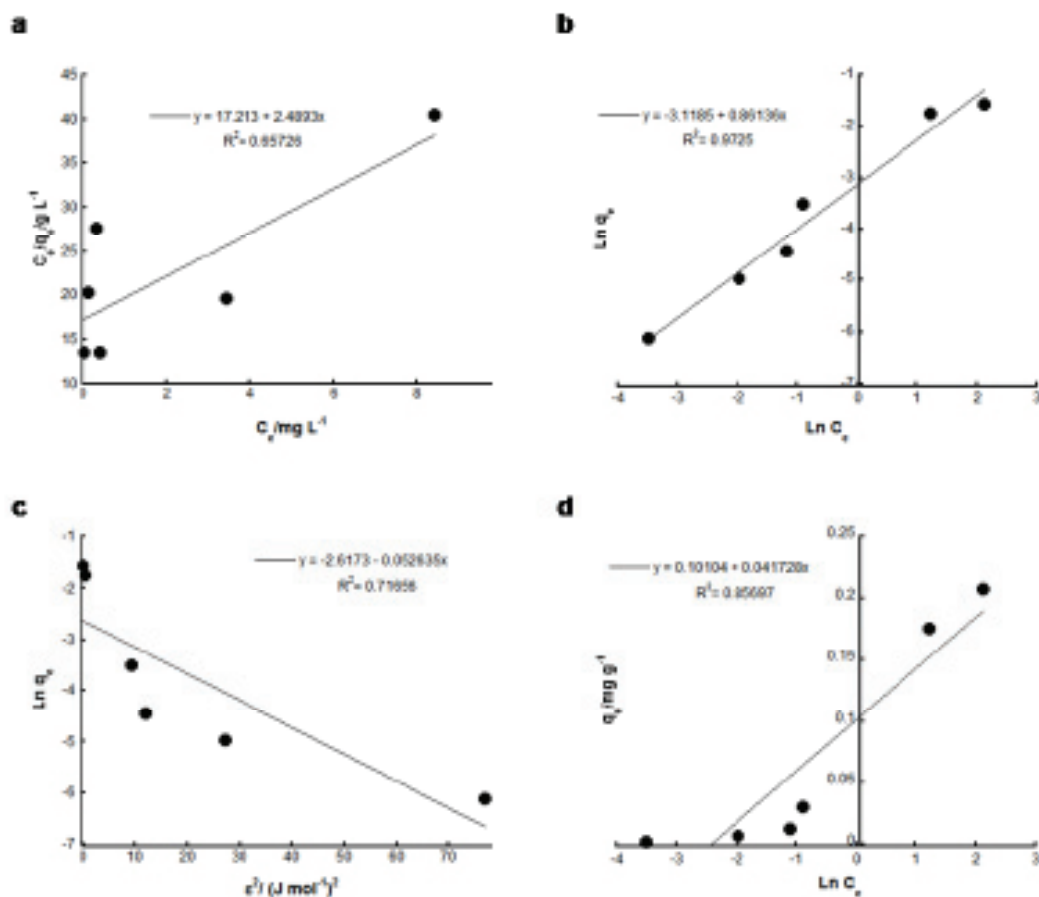 a
45
40
35
30
25
20
15
10
y = 17.213 + 2.4893x
R²= 0.65726
Cₑ/qₑ/g L⁻¹
0
2
4
6
8
Cₑ/mg L⁻¹
b
-1
-2
-3
-4
-5
-6
-7
y = -3.1185 + 0.86136x
R²= 0.9725
Ln qₑ
-4
-3
-2
-1
0
1
2
3
Ln Cₑ
c
-1
-3
-4
-5
-6
-7
y = -2.6173 - 0.052635x
R²= 0.71656
Ln qₑ
0
10
20
30
40
50
60
70
ε²/ (J mol⁻¹)²
d
0.25
0.2
0.15
0.1
0.05
0
y = 0.10104 + 0.041728x
R²= 0.85697
qₑ/mg g⁻¹
-4
-3
-2
-1
0
1
2
3
Ln Cₑ